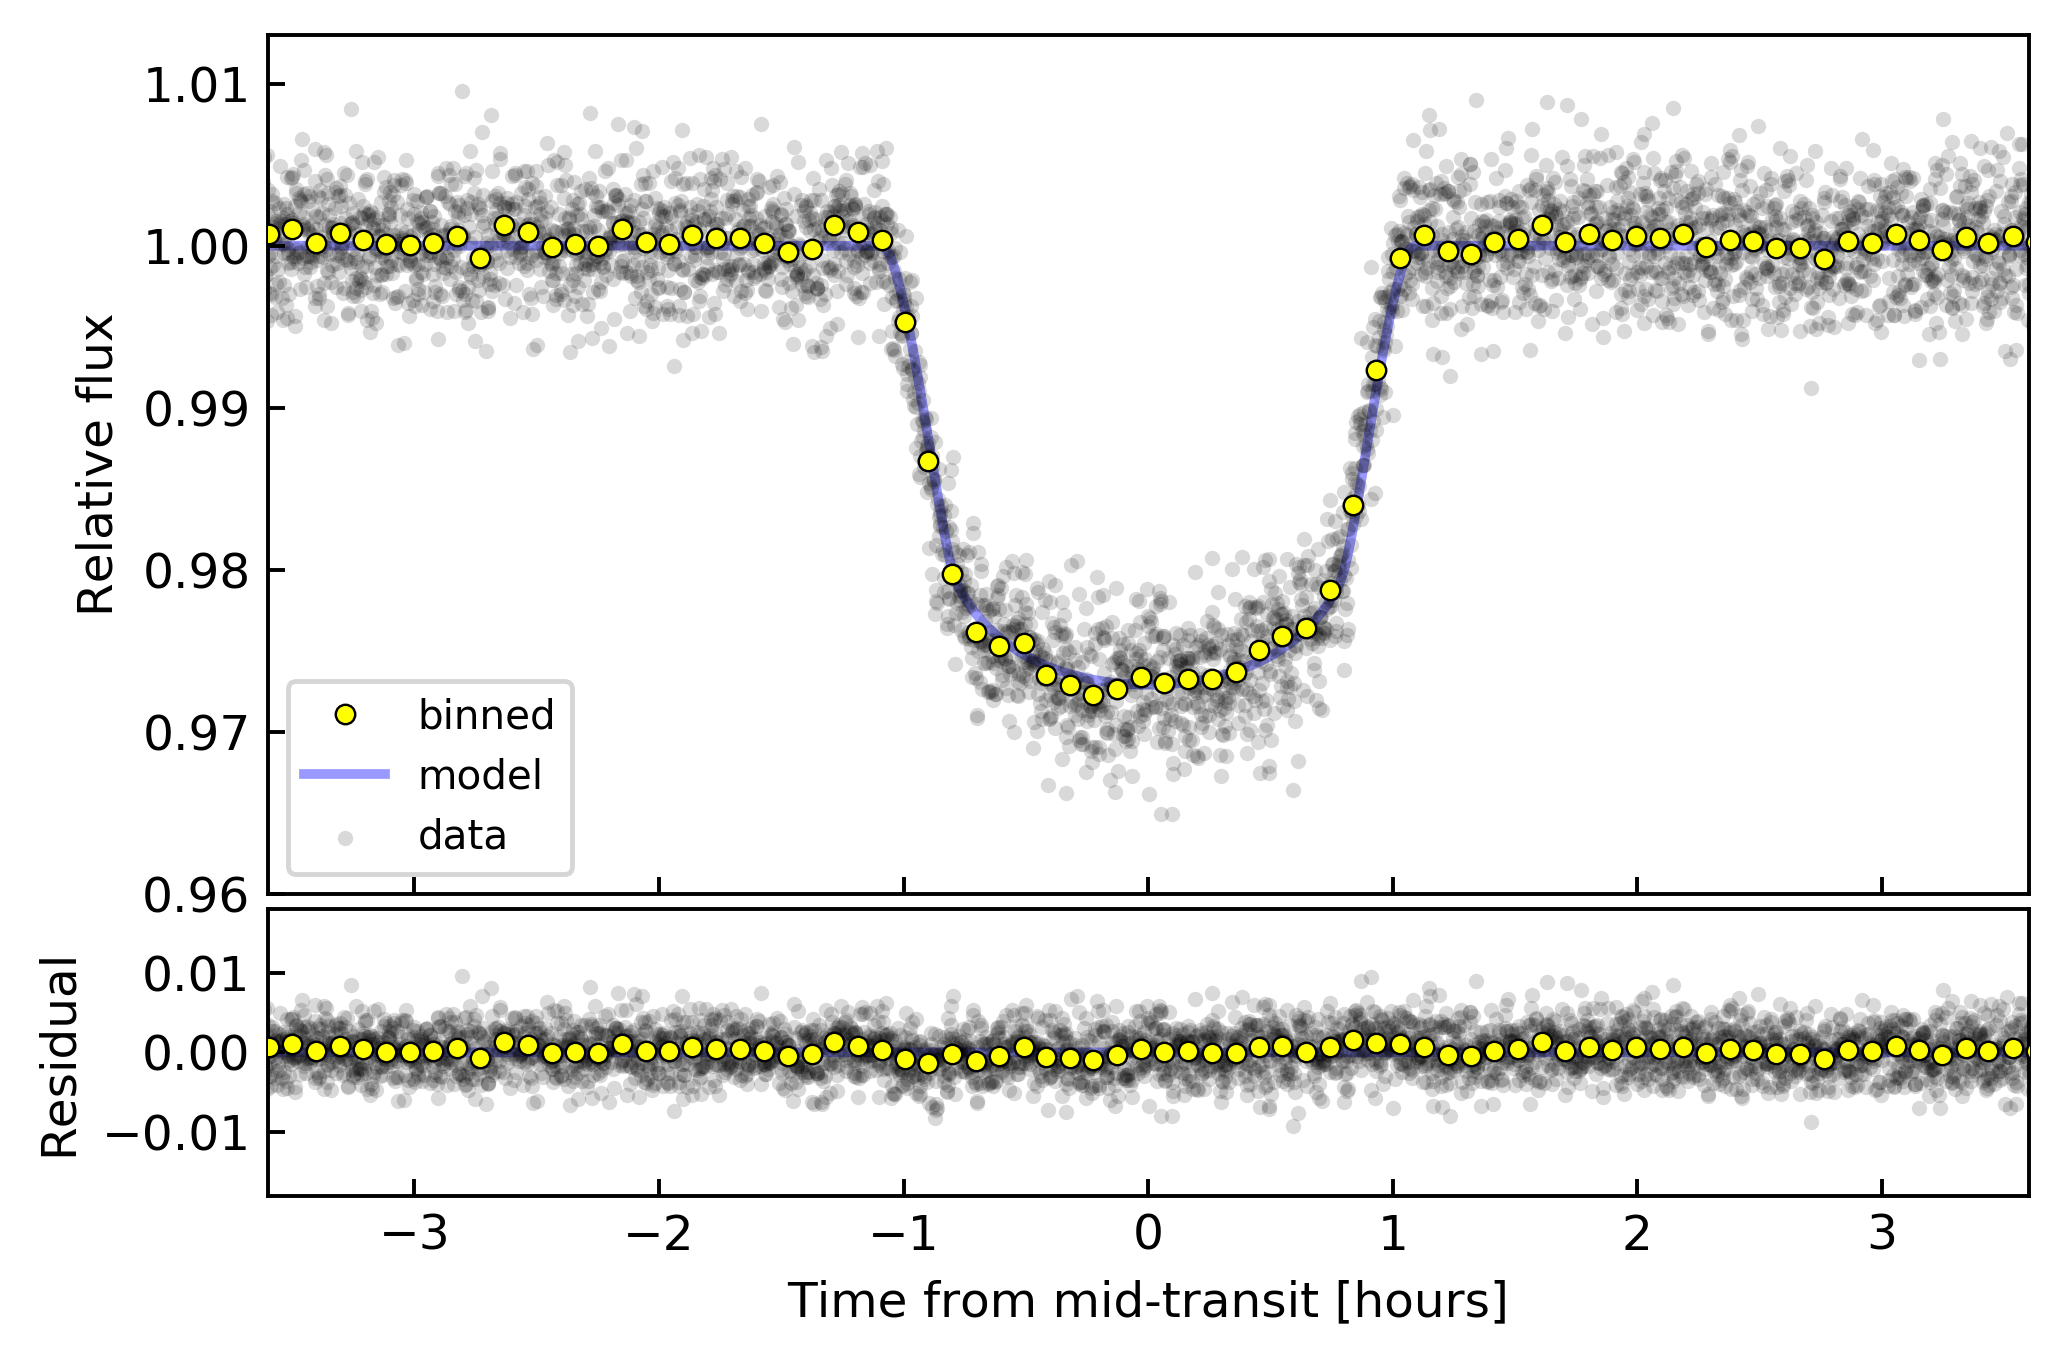 1.01
1.00
0.99
0.98
0.97
0.96
Relative flux
binned
model
data
0.01
0.00
−0.01
Residual
−3 −2 −1 0 1 2 3
Time from mid-transit [hours]